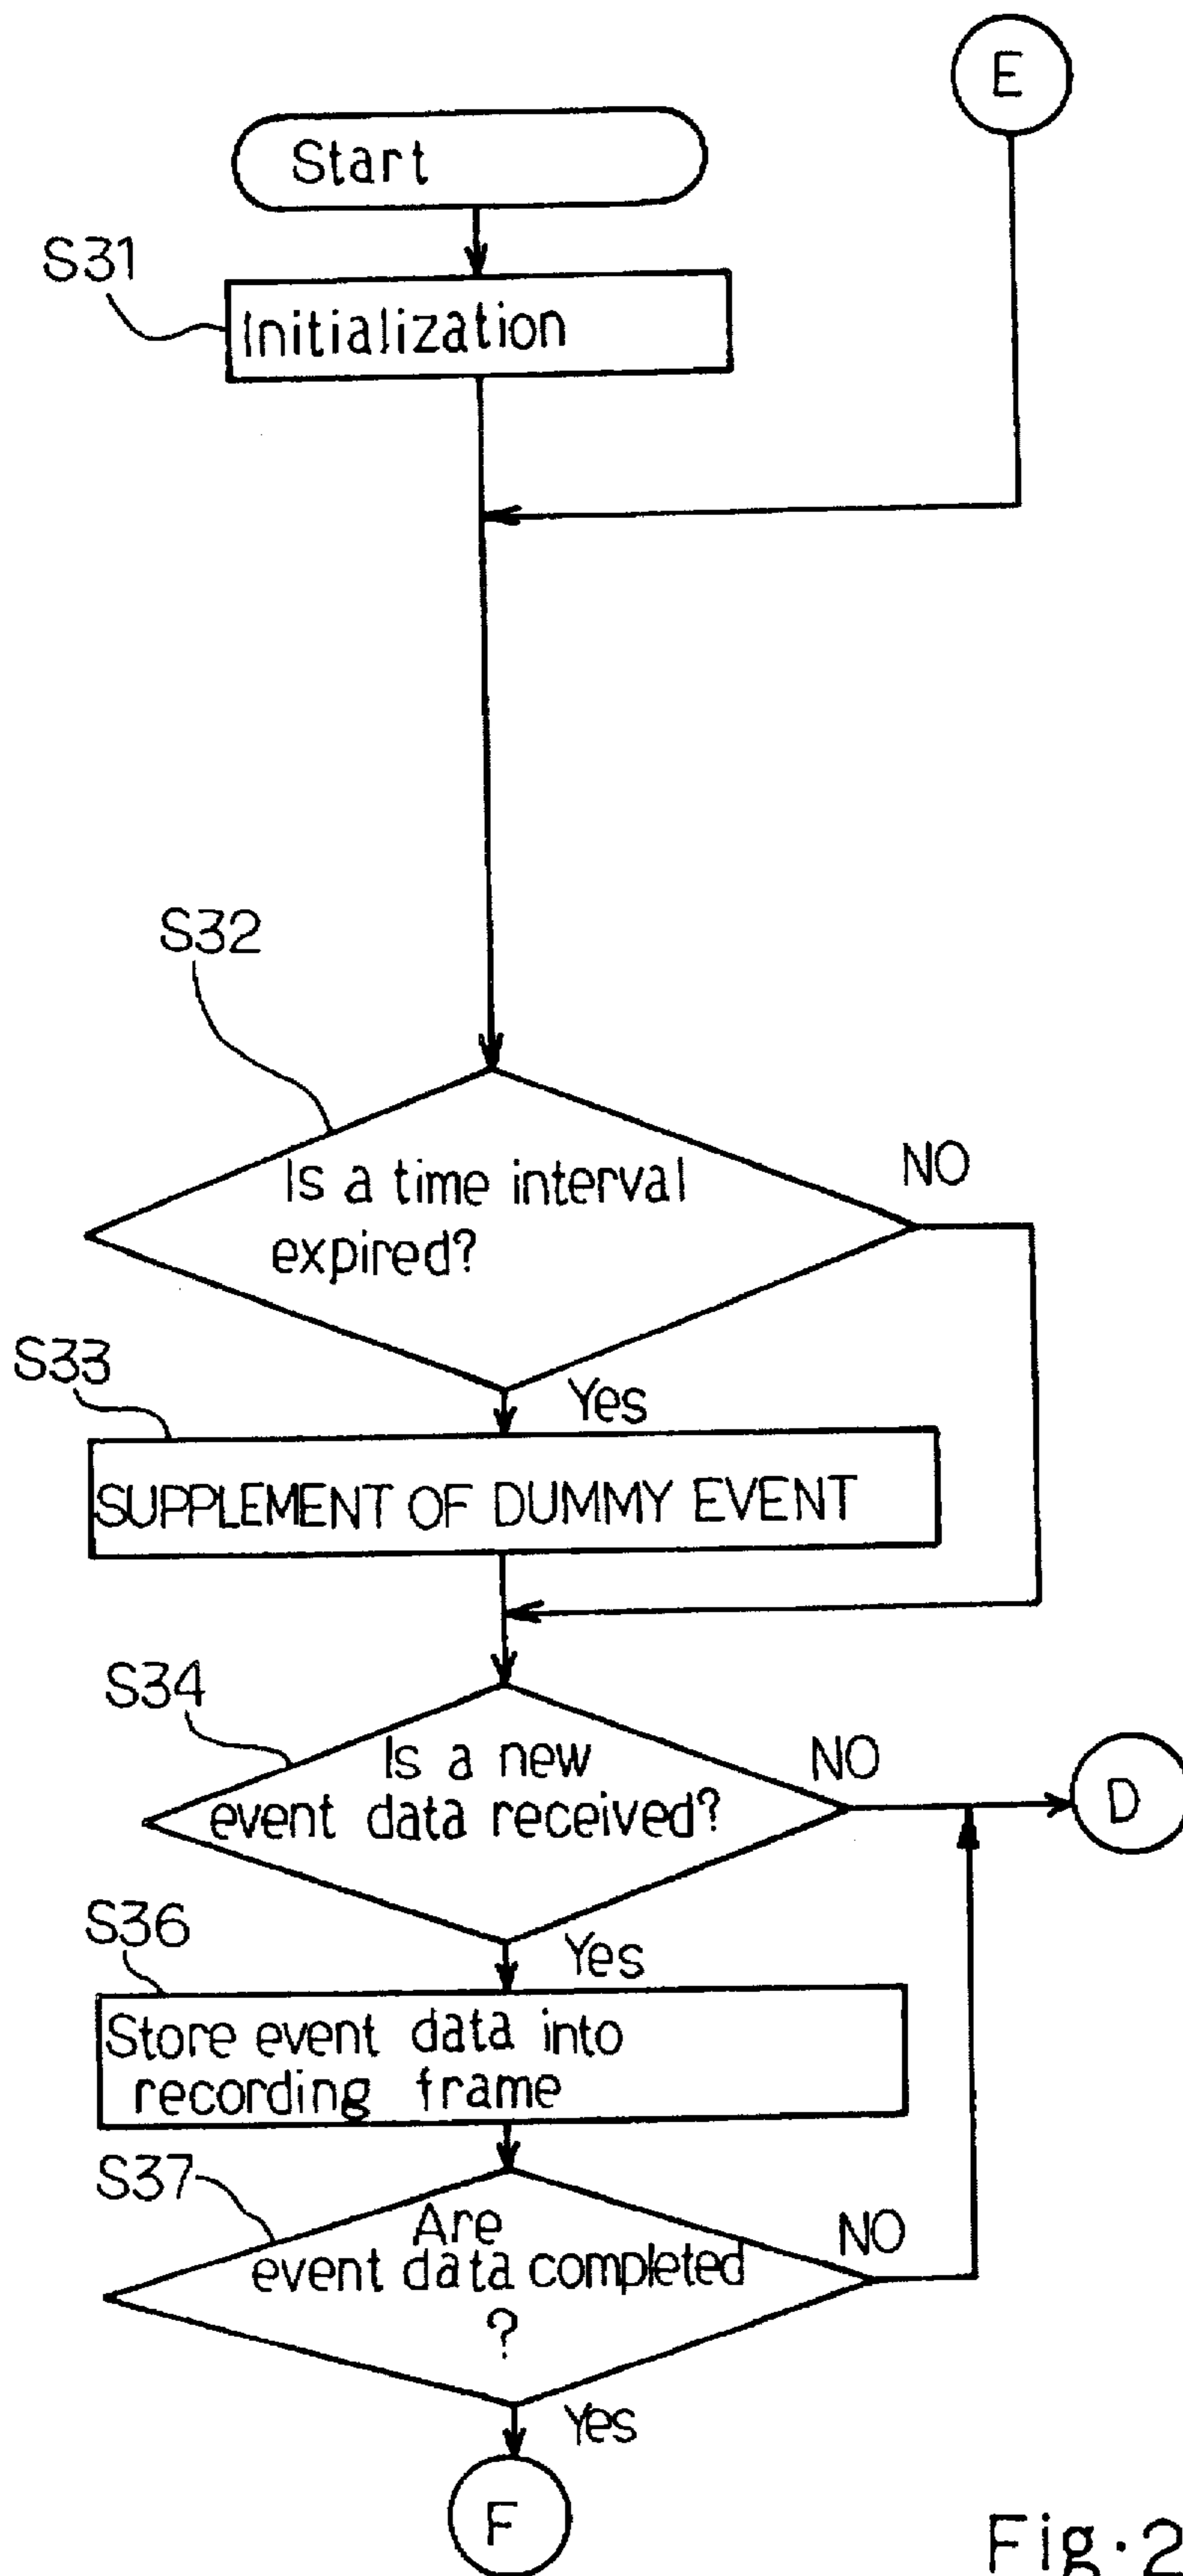 E
Start
S31
Initialization
S32
Is a time interval
expired?
NO
S33
Yes
SUPPLEMENT OF DUMMY EVENT
S34
Is a new
event data received?
NO
D
S36
Yes
Store event data into
recording frame
S37
Are
event data completed
?
NO
Yes
F
Fig.2